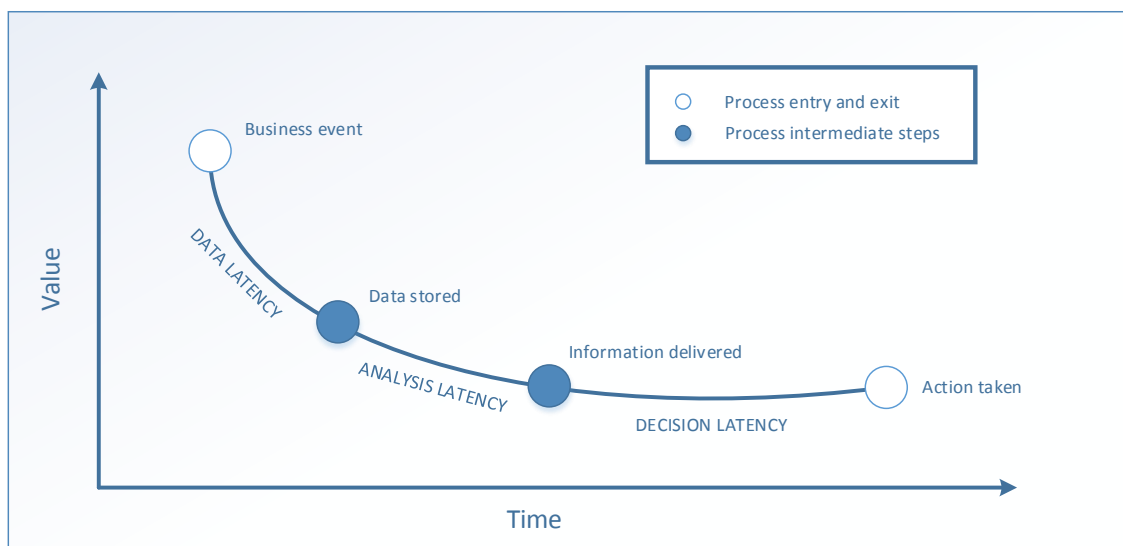 Process entry and exit
Process intermediate steps
Business event
DATA LATENCY
Data stored
ANALYSIS LATENCY
Information delivered
DECISION LATENCY
Action taken
Value
Time